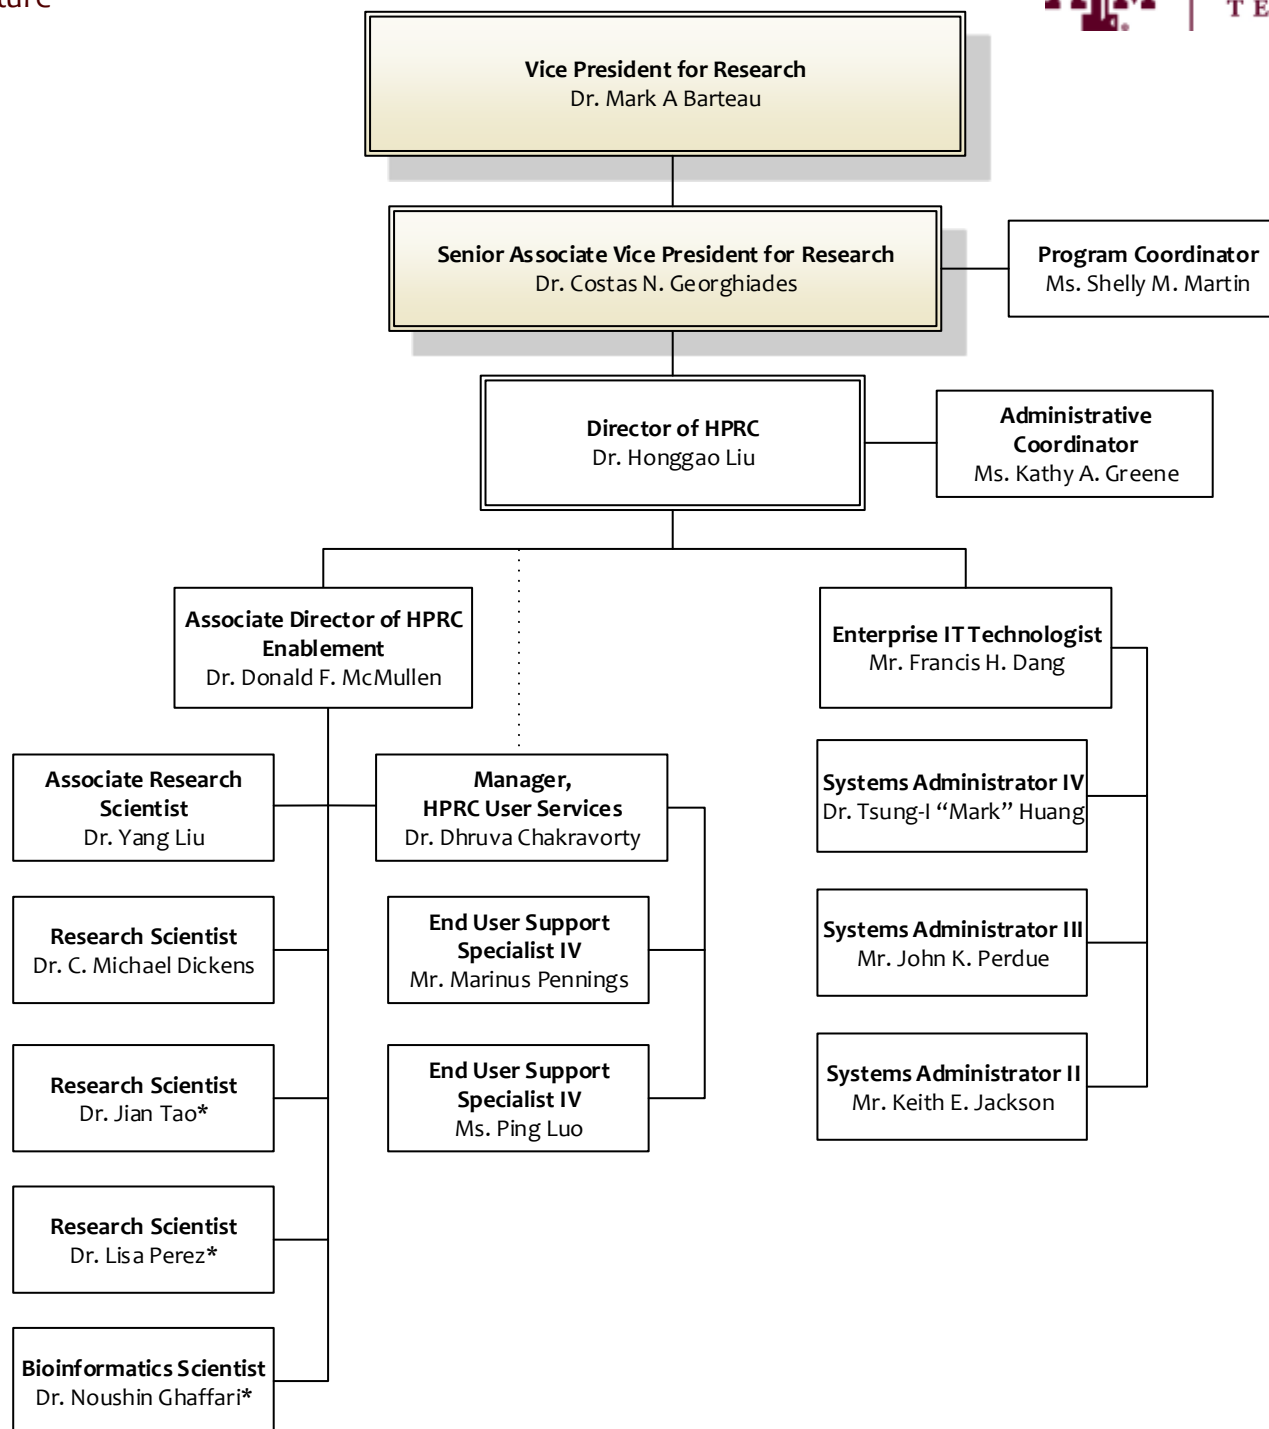 Vice President for Research
Dr. Mark A Barteau
Senior Associate Vice President for Research
Dr. Costas N. Georghiades
Program Coordinator
Ms. Shelly M. Martin
Director of HPRC
Dr. Honggao Liu
Administrative
Coordinator
Ms. Kathy A. Greene
Associate Director of HPRC
Enablement
Dr. Donald F. McMullen
Enterprise IT Technologist
Mr. Francis H. Dang
Associate Research
Scientist
Dr. Yang Liu
Manager,
HPRC User Services
Dr. Dhruva Chakravorty
Systems Administrator IV
Dr. Tsung-I “Mark” Huang
Research Scientist
Dr. C. Michael Dickens
End User Support
Specialist IV
Mr. Marinus Pennings
Systems Administrator III
Mr. John K. Perdue
Research Scientist
Dr. Jian Tao*
End User Support
Specialist IV
Ms. Ping Luo
Systems Administrator II
Mr. Keith E. Jackson
Research Scientist
Dr. Lisa Perez*
Bioinformatics Scientist
Dr. Noushin Ghaffari*